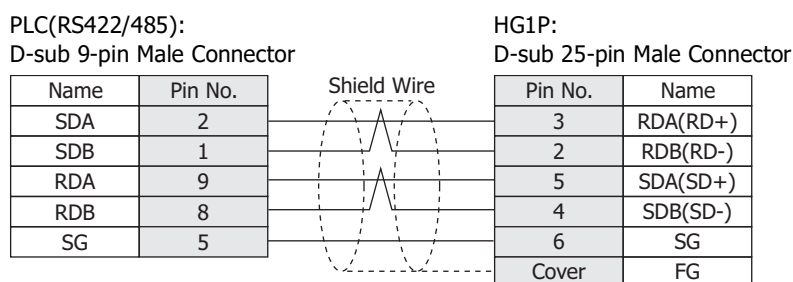 PLC(RS422/485): HG1P:
D-sub 9-pin Male Connector D-sub 25-pin Male Connector
Name Pin No. Shield Wire Pin No. Name
SDA 2 3 RDA(RD+)
SDB 1 2 RDB(RD-)
RDA 9 5 SDA(SD+)
RDB 8 4 SDB(SD-)
SG 5 6 SG
Cover FG